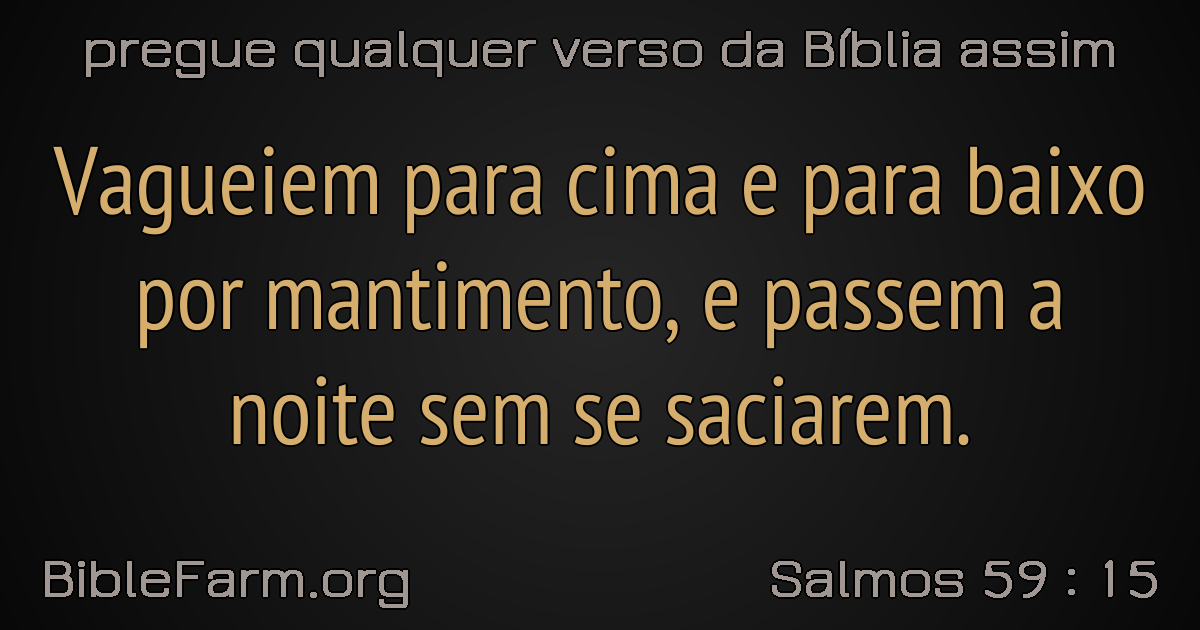 pregue qualquer verso da Bíblia assim
Vagueiem para cima e para baixo
por mantimento, e passem a
noite sem se saciarem.
BibleFarm.org
Salmos 59 : 15